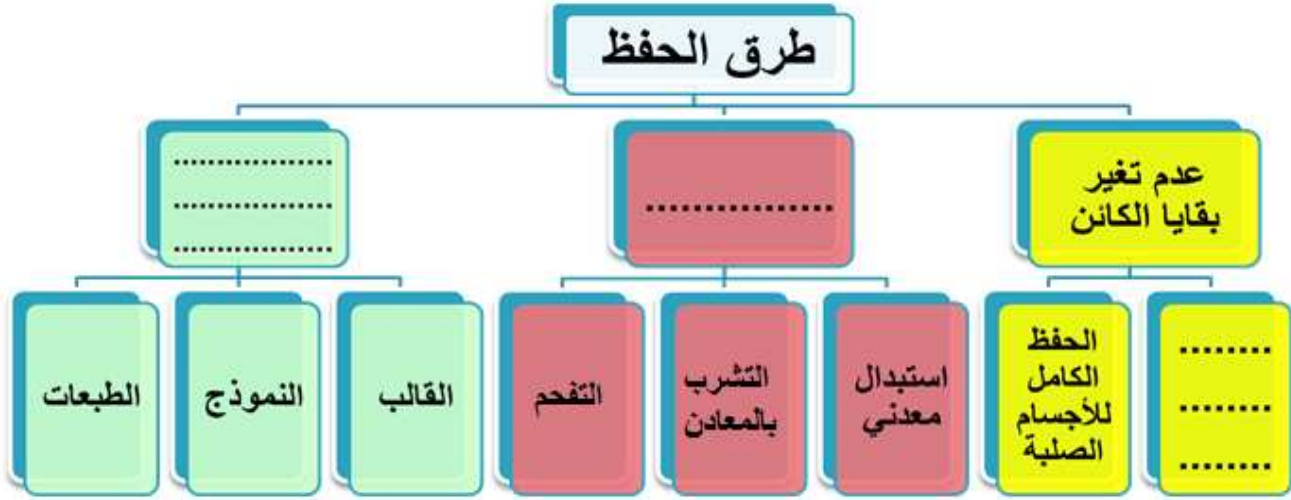 طرق الحفظ
عدم تغير
بقايا الكائن
................
..................
..................
..................
........
........
........
الحفظ
الكامل
للأجسام
الصلبة
استبدال
معدني
التشرب
بالمعادن
التفحم
القالب
النموذج
الطبعات